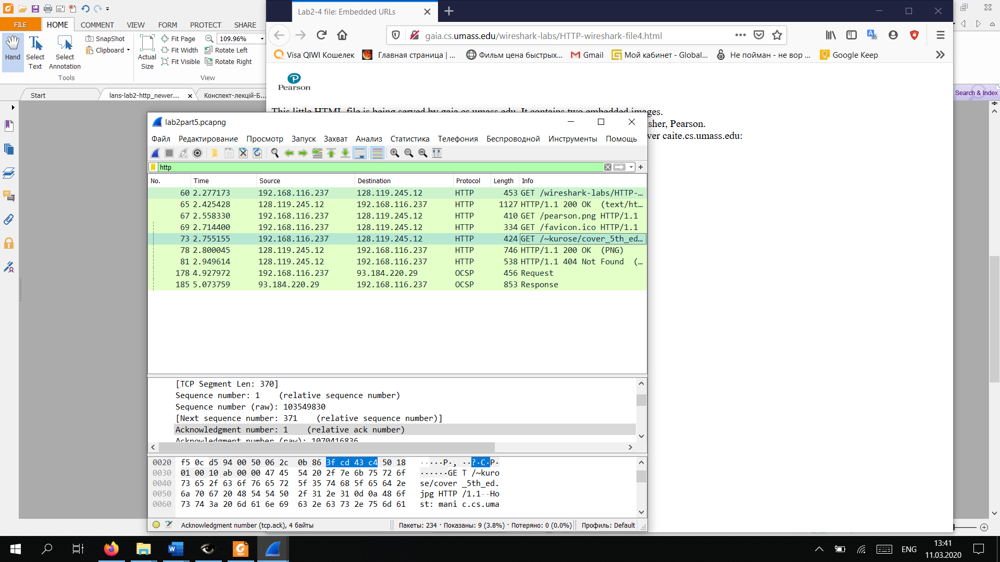 Lab2-4 file: Embedded URLs
FILE
HOME
COMMENT
VIEW
FORM
PROTECT
SHARE
Hand
Select Text
Select Annotation
Tools
SnapShot
Clipboard
Actual Size
Fit Page
Fit Width
Fit Visible
109.96%
Rotate Left
Rotate Right
View
gaia.cs.umass.edu/wireshark-labs/HTTP-wireshark-file4.html
Visa QIWI Кошелек
Главная страница | ...
Фильм цена быстрых...
Gmail
Мой кабинет - Global...
Не пойман - не вор ...
Google Keep
Start
lans-lab2-http_newer...
Конспект-лекцій-Б...
Search & Index
Pearson
This little HTML file is being served by gaia.cs.umass.edu. It contains two embedded images.
sher, Pearson.
ver caite.cs.umass.edu:
lab2part5.pcapng
Файл Редактирование Просмотр Запуск Захват Анализ Статистика Телефония Беспроводной Инструменты Помощь
http
No. Time Source Destination Protocol Length Info
60 2.277173 192.168.116.237 128.119.245.12 HTTP 453 GET /wireshark-labs/HTTP-...
65 2.425428 128.119.245.12 192.168.116.237 HTTP 1127 HTTP/1.1 200 OK (text/ht...
67 2.558330 192.168.116.237 128.119.245.12 HTTP 410 GET /pearson.png HTTP/1.1
69 2.714400 192.168.116.237 128.119.245.12 HTTP 334 GET /favicon.ico HTTP/1.1
73 2.755155 192.168.116.237 128.119.245.12 HTTP 424 GET /~kurose/cover_5th_ed...
78 2.800045 128.119.245.12 192.168.116.237 HTTP 746 HTTP/1.1 200 OK (PNG)
81 2.949614 128.119.245.12 192.168.116.237 HTTP 538 HTTP/1.1 404 Not Found (...
178 4.927972 192.168.116.237 93.184.220.29 OCSP 456 Request
185 5.073759 93.184.220.29 192.168.116.237 OCSP 853 Response
[TCP Segment Len: 370]
Sequence number: 1 (relative sequence number)
Sequence number (raw): 103549830
[Next sequence number: 371 (relative sequence number)]
Acknowledgment number: 1 (relative ack number)
Acknowledgment number (raw): 1070416836
0020 f5 0c d5 94 00 50 06 2c 0b 86 3f cd 43 c4 50 18 ·····P·, ··?·C·P·
0030 01 00 10 ab 00 00 47 45 54 20 2f 7e 6b 75 72 6f ······GE T /~kuro
0040 73 65 2f 63 6f 76 65 72 5f 35 74 68 5f 65 64 2e se/cover _5th_ed.
0050 6a 70 67 20 48 54 54 50 2f 31 2e 31 0d 0a 48 6f jpg HTTP /1.1··Ho
0060 73 74 3a 20 6d 61 6e 69 63 2e 63 73 2e 75 6d 61 st: mani c.cs.uma
Acknowledgment number (tcp.ack), 4 байты
Пакеты: 234 · Показаны: 9 (3.8%) · Потеряно: 0 (0.0%)
Профиль: Default
ENG
13:41
11.03.2020